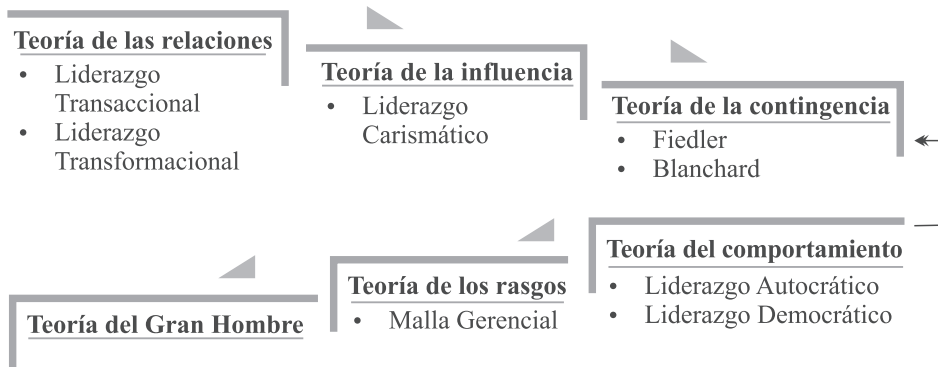 Teoría de las relaciones
• Liderazgo
Transaccional
• Liderazgo
Transformacional
Teoría de la influencia
• Liderazgo
Carismático
Teoría de la contingencia
• Fiedler
• Blanchard
Teoría del Gran Hombre
Teoría de los rasgos
• Malla Gerencial
Teoría del comportamiento
• Liderazgo Autocrático
• Liderazgo Democrático